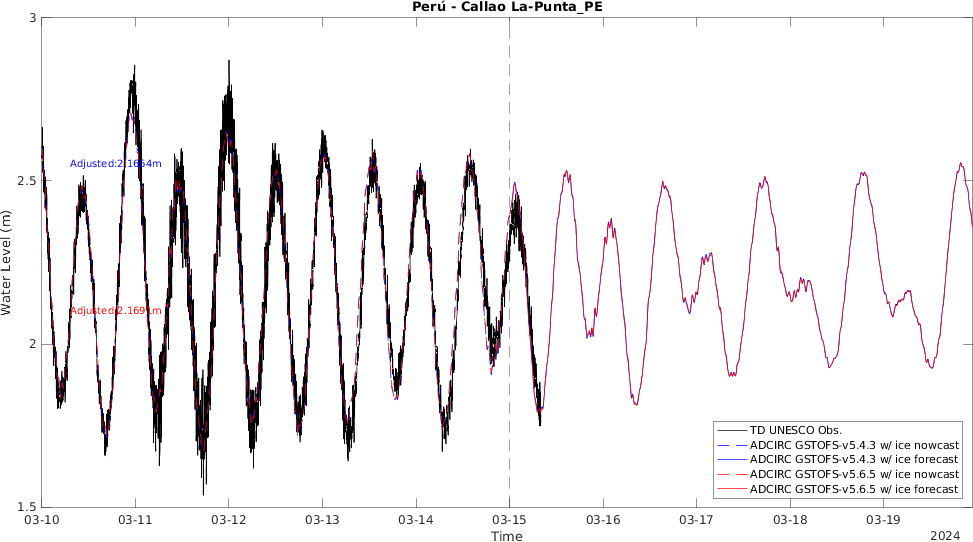 Perú - Callao La-Punta_PE
3
2.5
2
1.5
Water Level (m)
Adjusted:2.1664m
Adjusted:2.1691m
TD UNESCO Obs.
ADCIRC GSTOFS-v5.4.3 w/ ice nowcast
ADCIRC GSTOFS-v5.4.3 w/ ice forecast
ADCIRC GSTOFS-v5.6.5 w/ ice nowcast
ADCIRC GSTOFS-v5.6.5 w/ ice forecast
03-10 03-11 03-12 03-13 03-14 03-15 03-16 03-17 03-18 03-19
Time
2024